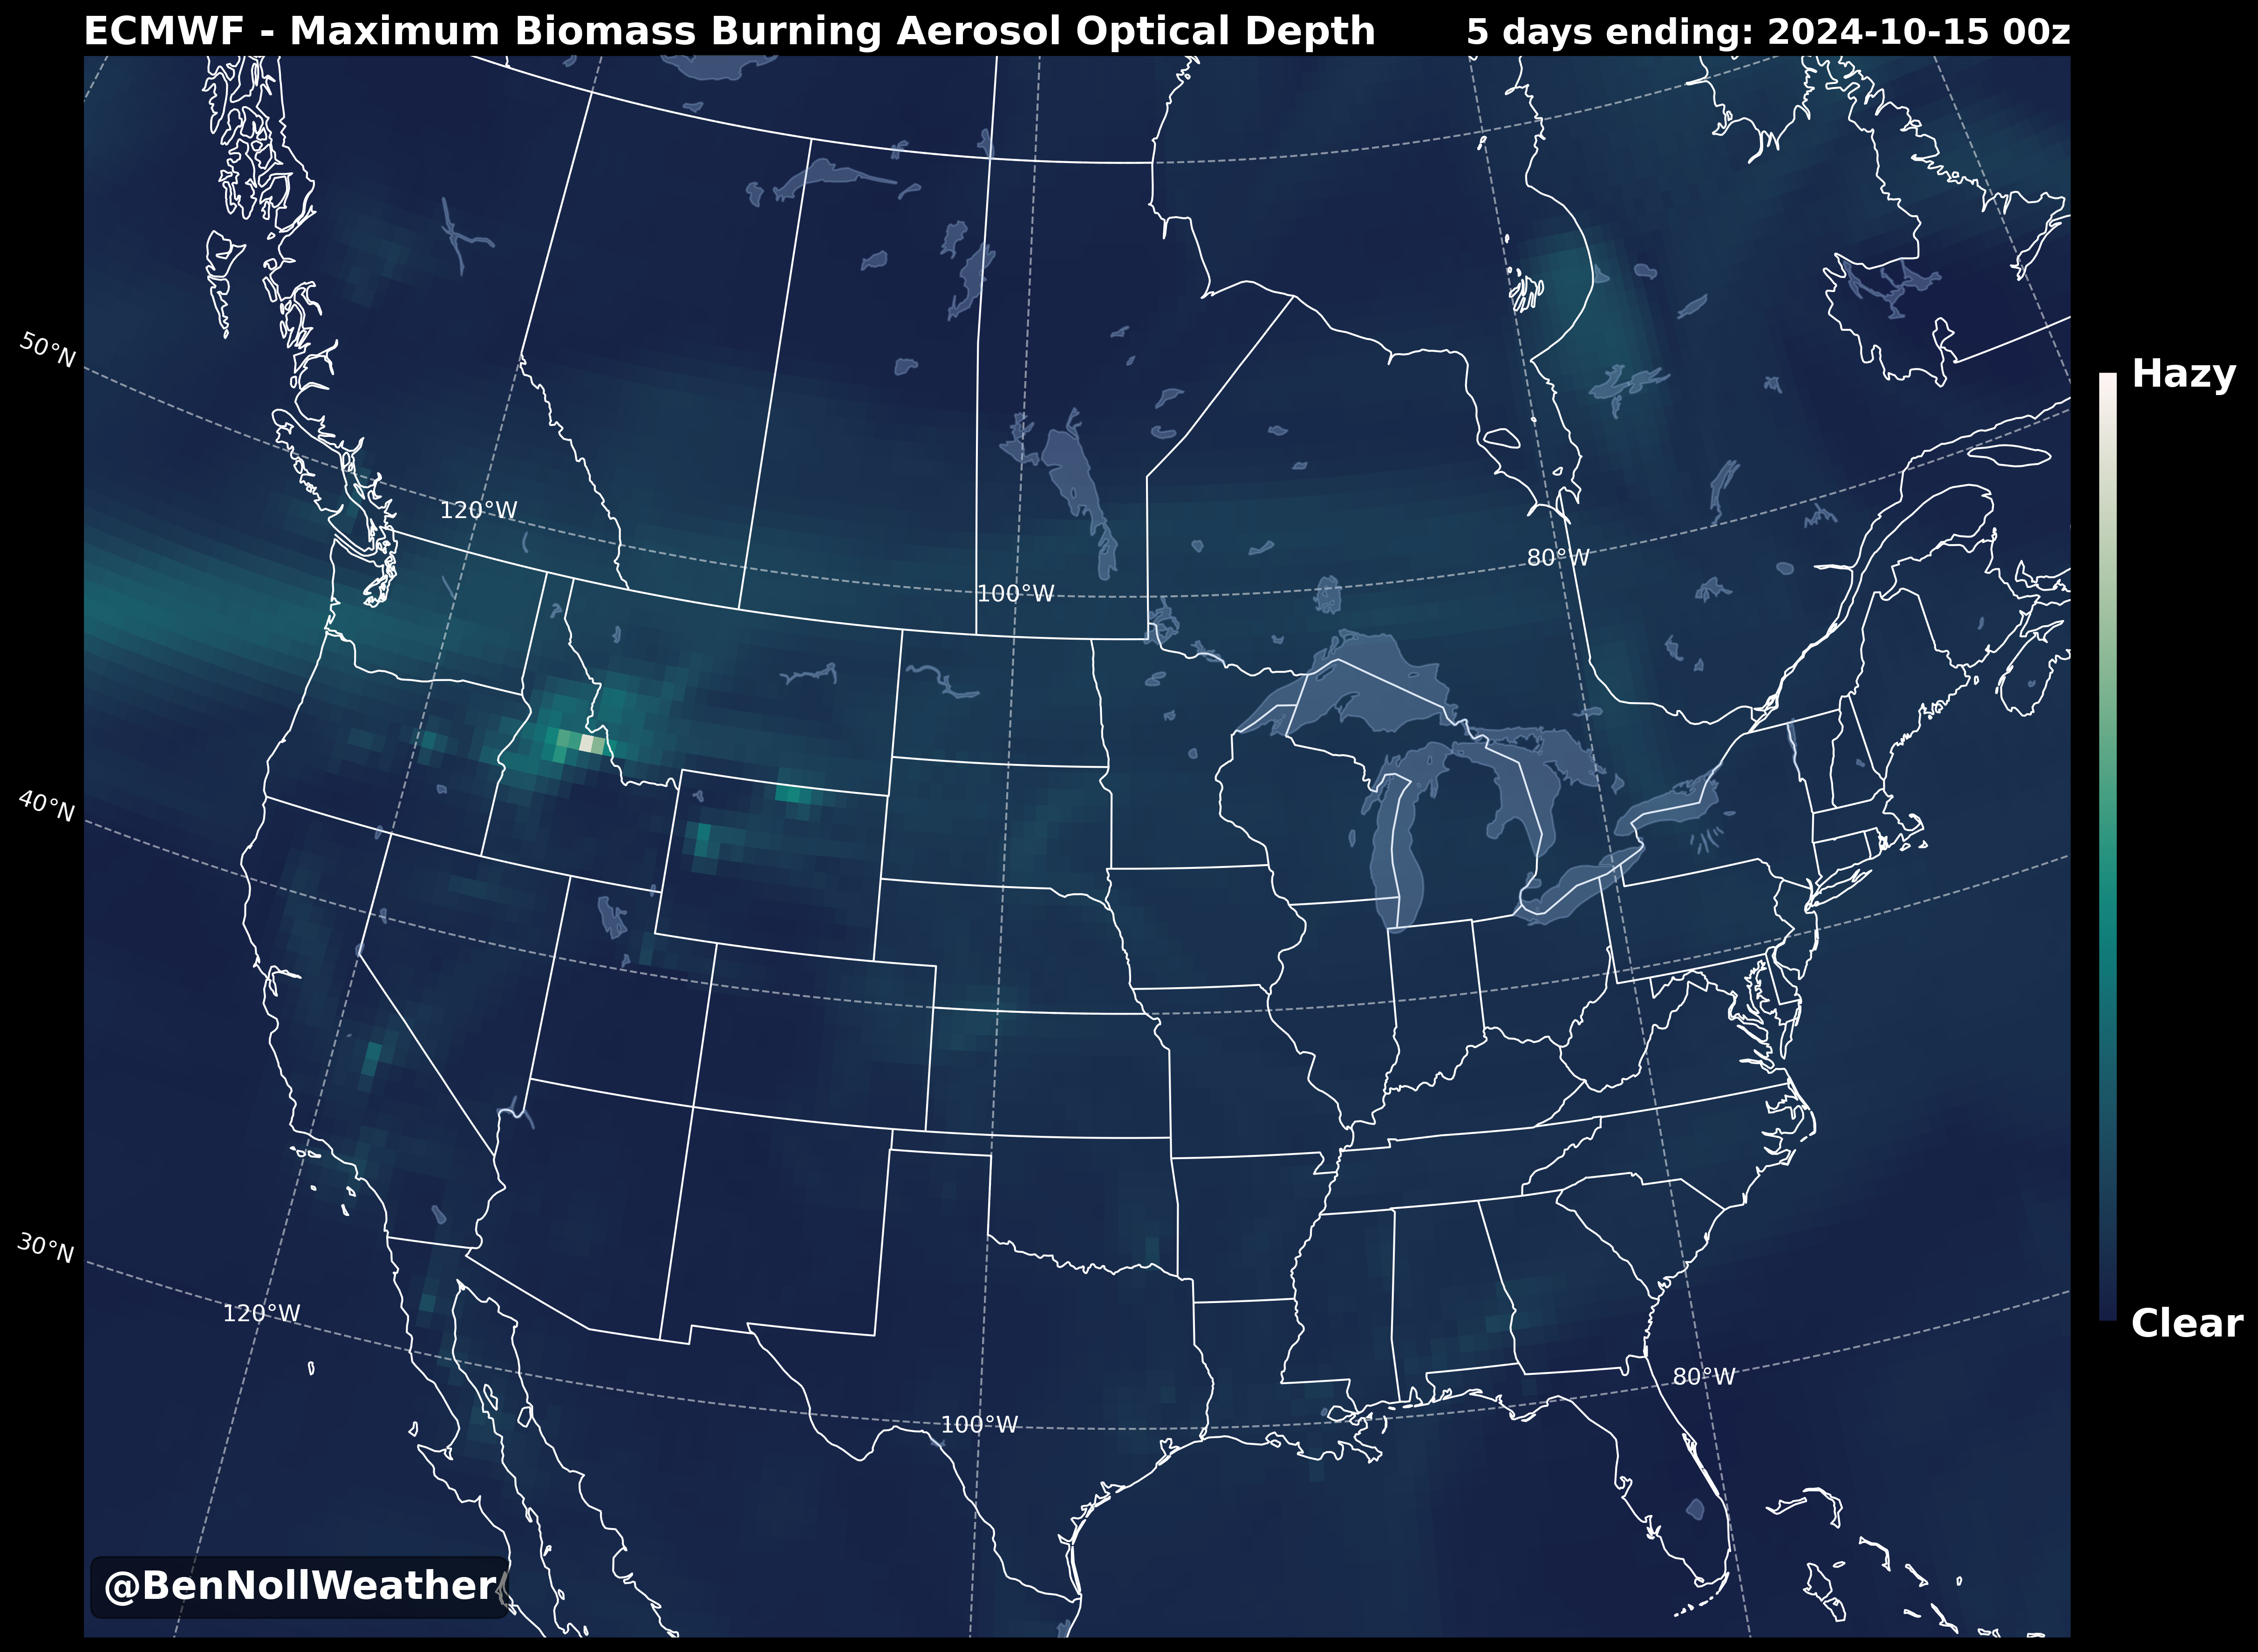 ECMWF - Maximum Biomass Burning Aerosol Optical Depth
5 days ending: 2024-10-15 00z
50°N
Hazy
120°W
80°W
100°W
40°N
30°N
120°W
Clear
80°W
100°W
@BenNollWeather